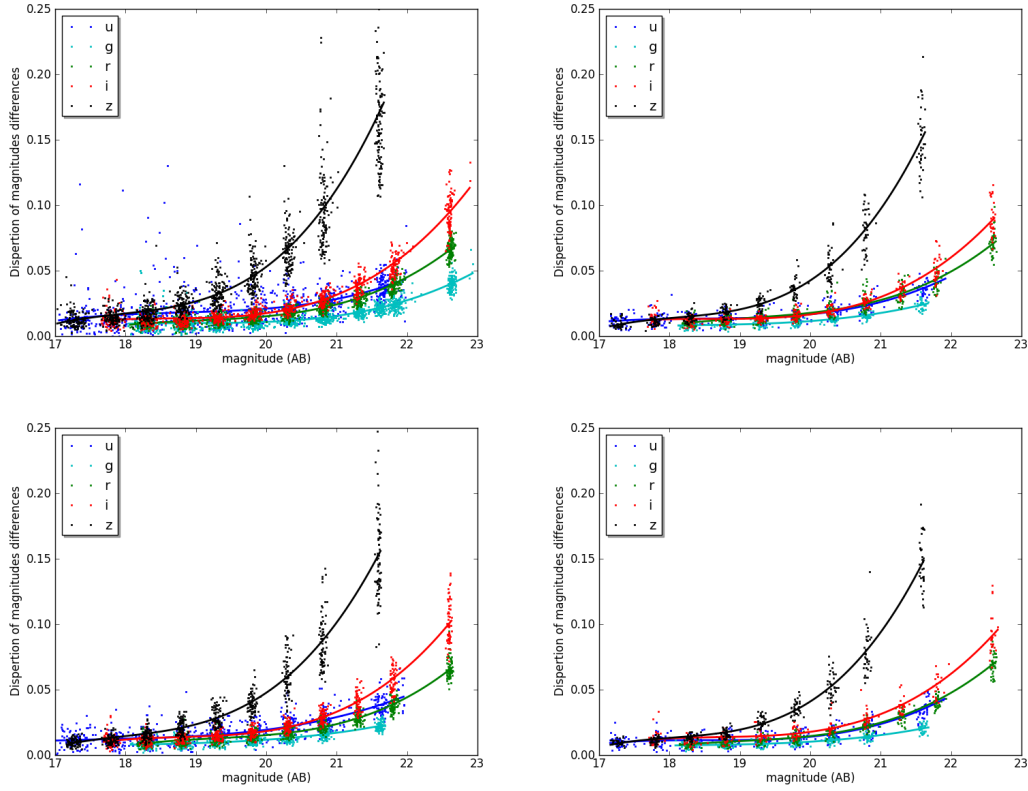 0.25
0.20
0.15
0.10
0.05
0.00
Dispertion of magnitudes differences
u
g
r
i
z
17 18 19 20 21 22 23
magnitude (AB)
0.25
0.20
0.15
0.10
0.05
0.00
Dispertion of magnitudes differences
u
g
r
i
z
17 18 19 20 21 22 23
magnitude (AB)
0.25
0.20
0.15
0.10
0.05
0.00
Dispertion of magnitudes differences
u
g
r
i
z
17 18 19 20 21 22 23
magnitude (AB)
0.25
0.20
0.15
0.10
0.05
0.00
Dispertion of magnitudes differences
u
g
r
i
z
17 18 19 20 21 22 23
magnitude (AB)